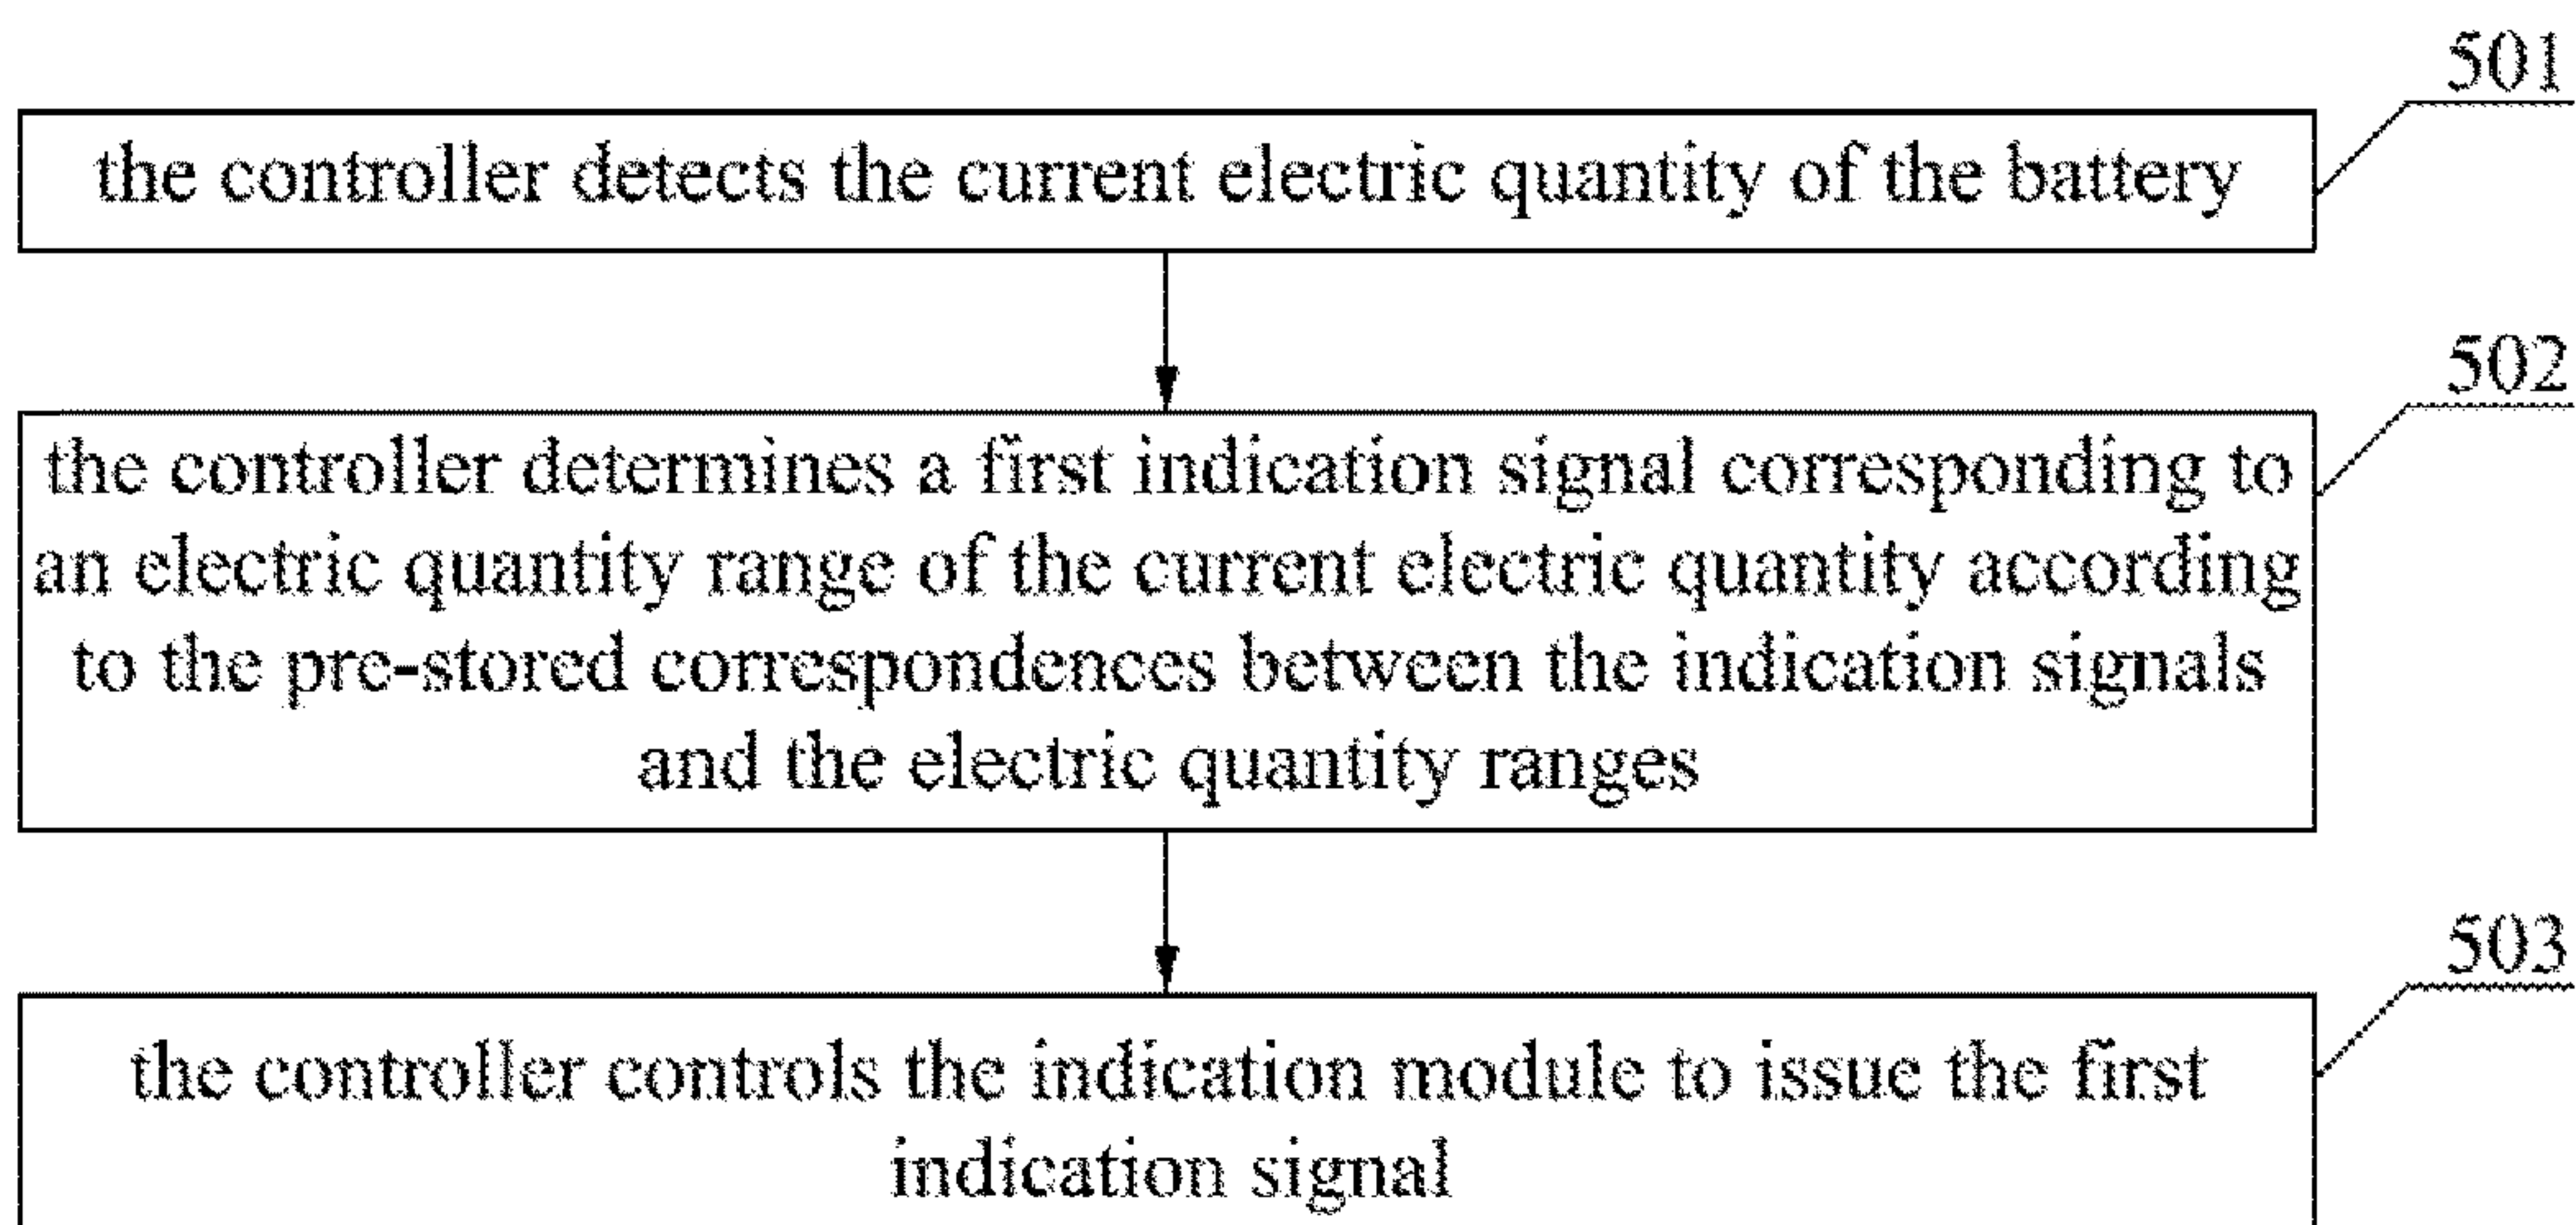 501
the controller detects the current electric quantity of the battery
502
the controller determines a first indication signal corresponding to
an electric quantity range of the current electric quantity according
to the pre-stored correspondences between the indication signals
and the electric quantity ranges
503
the controller controls the indication module to issue the first
indication signal